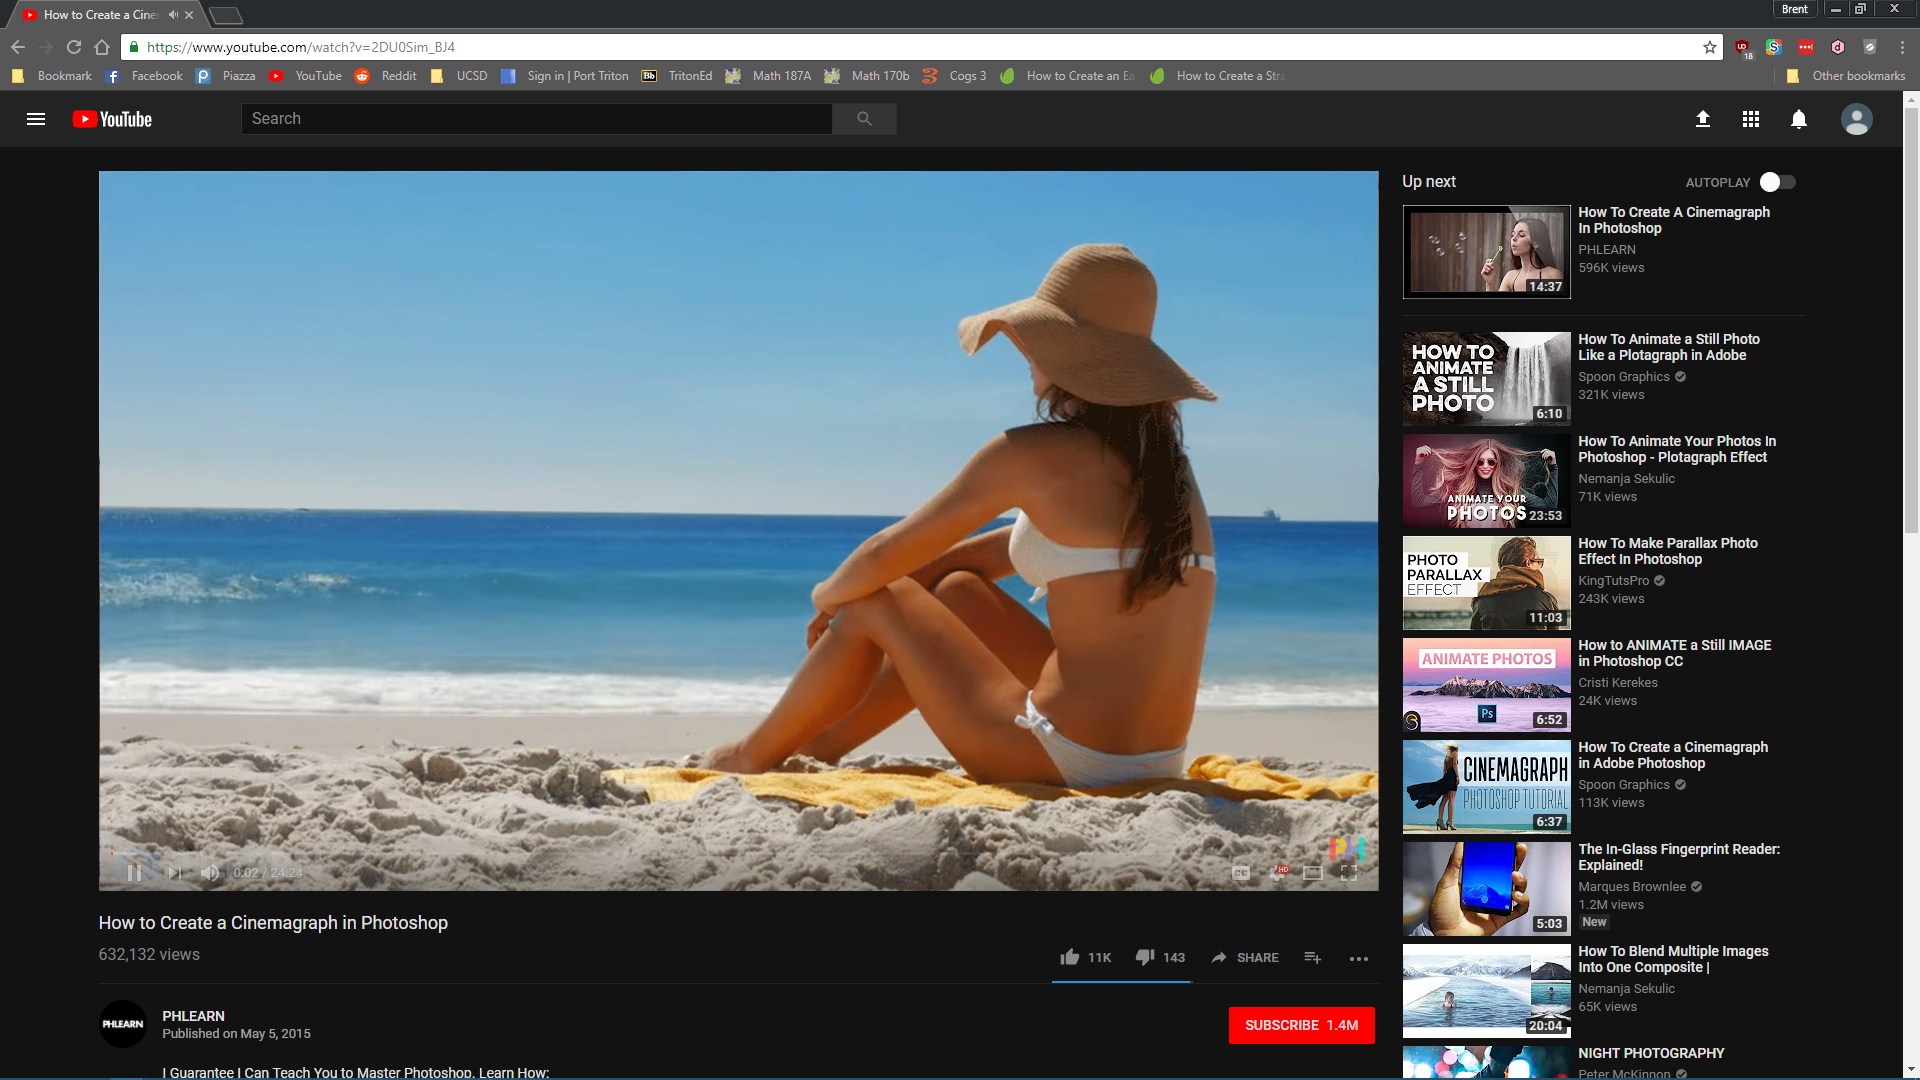 How to Create a Cine
Brent
https://www.youtube.com/watch?v=2DU0Sim_BJ4
18
Bookmark Facebook Piazza YouTube Reddit UCSD Sign in | Port Triton Bb TritonEd Math 187A Math 170b Cogs 3 How to Create an Ea How to Create a Stra Other bookmarks
YouTube
Search
Up next
AUTOPLAY
How To Create A Cinemagraph
In Photoshop
PHLEARN
596K views
14:37
HOW TO
ANIMATE
A STILL
PHOTO
6:10
How To Animate a Still Photo
Like a Plotagraph in Adobe
Spoon Graphics
321K views
ANIMATE YOUR
PHOTOS
23:53
How To Animate Your Photos In
Photoshop - Plotagraph Effect
Nemanja Sekulic
71K views
PHOTO
PARALLAX
EFFECT
11:03
How To Make Parallax Photo
Effect In Photoshop
KingTutsPro
243K views
ANIMATE PHOTOS
Ps
6:52
How to ANIMATE a Still IMAGE
in Photoshop CC
Cristi Kerekes
24K views
CINEMAGRAPH
PHOTOSHOP TUTORIAL
6:37
How To Create a Cinemagraph
in Adobe Photoshop
Spoon Graphics
113K views
5:03
The In-Glass Fingerprint Reader:
Explained!
Marques Brownlee
1.2M views
New
20:04
How To Blend Multiple Images
Into One Composite |
Nemanja Sekulic
65K views
NIGHT PHOTOGRAPHY
Peter McKinnon
PH
0:02 / 24:24
CC
HD
How to Create a Cinemagraph in Photoshop
632,132 views
11K 143 SHARE
PHLEARN
PHLEARN
Published on May 5, 2015
SUBSCRIBE 1.4M
I Guarantee I Can Teach You to Master Photoshop. Learn How: